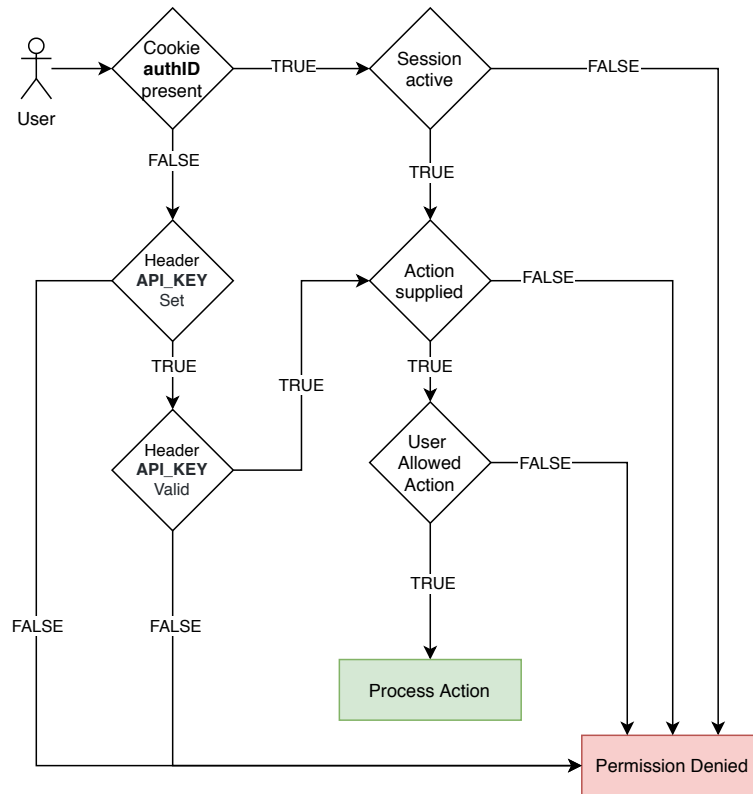 Cookie
authID
present
TRUE
Session
active
FALSE
User
FALSE
TRUE
Header
API_KEY
Set
Action
supplied
FALSE
TRUE
TRUE
TRUE
Header
API_KEY
Valid
User
Allowed
Action
FALSE
TRUE
FALSE
FALSE
Process Action
Permission Denied